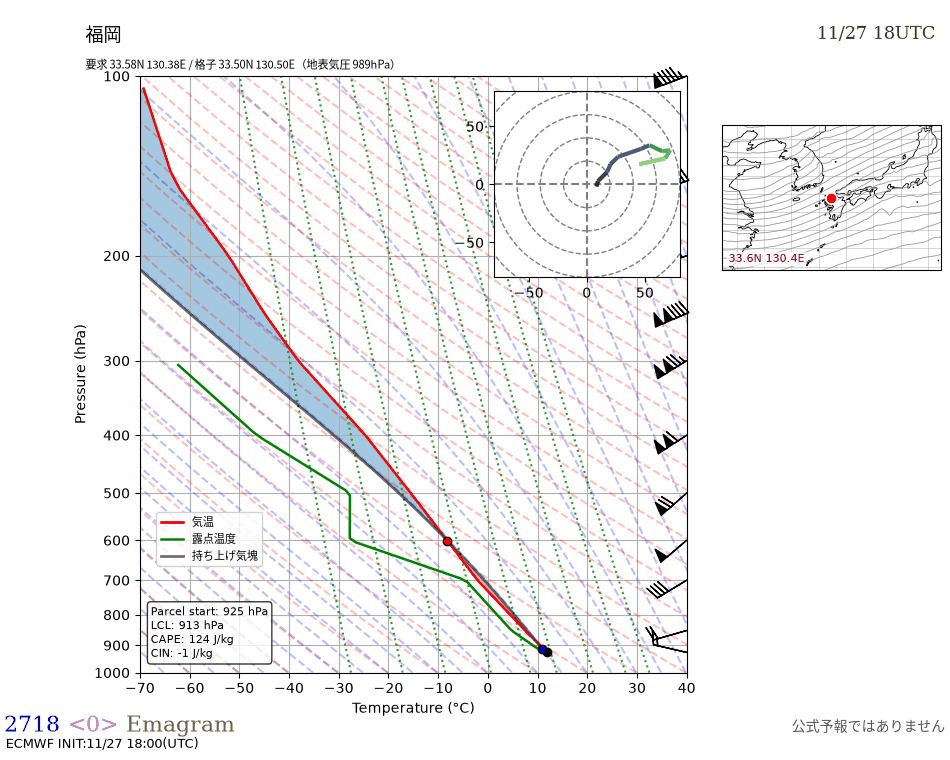 福岡
11/27 18UTC
要求 33.58N 130.38E / 格子 33.50N 130.50E（地表気圧 989hPa）
100
200
300
400
500
600
700
800
900
1000
Pressure (hPa)
50
0
−50
−50 0 50
33.6N 130.4E
気温
露点温度
持ち上げ気塊
Parcel start: 925 hPa
LCL: 913 hPa
CAPE: 124 J/kg
CIN: -1 J/kg
−70 −60 −50 −40 −30 −20 −10 0 10 20 30 40
Temperature (°C)
2718 <0> Emagram
公式予報ではありません
ECMWF INIT:11/27 18:00(UTC)